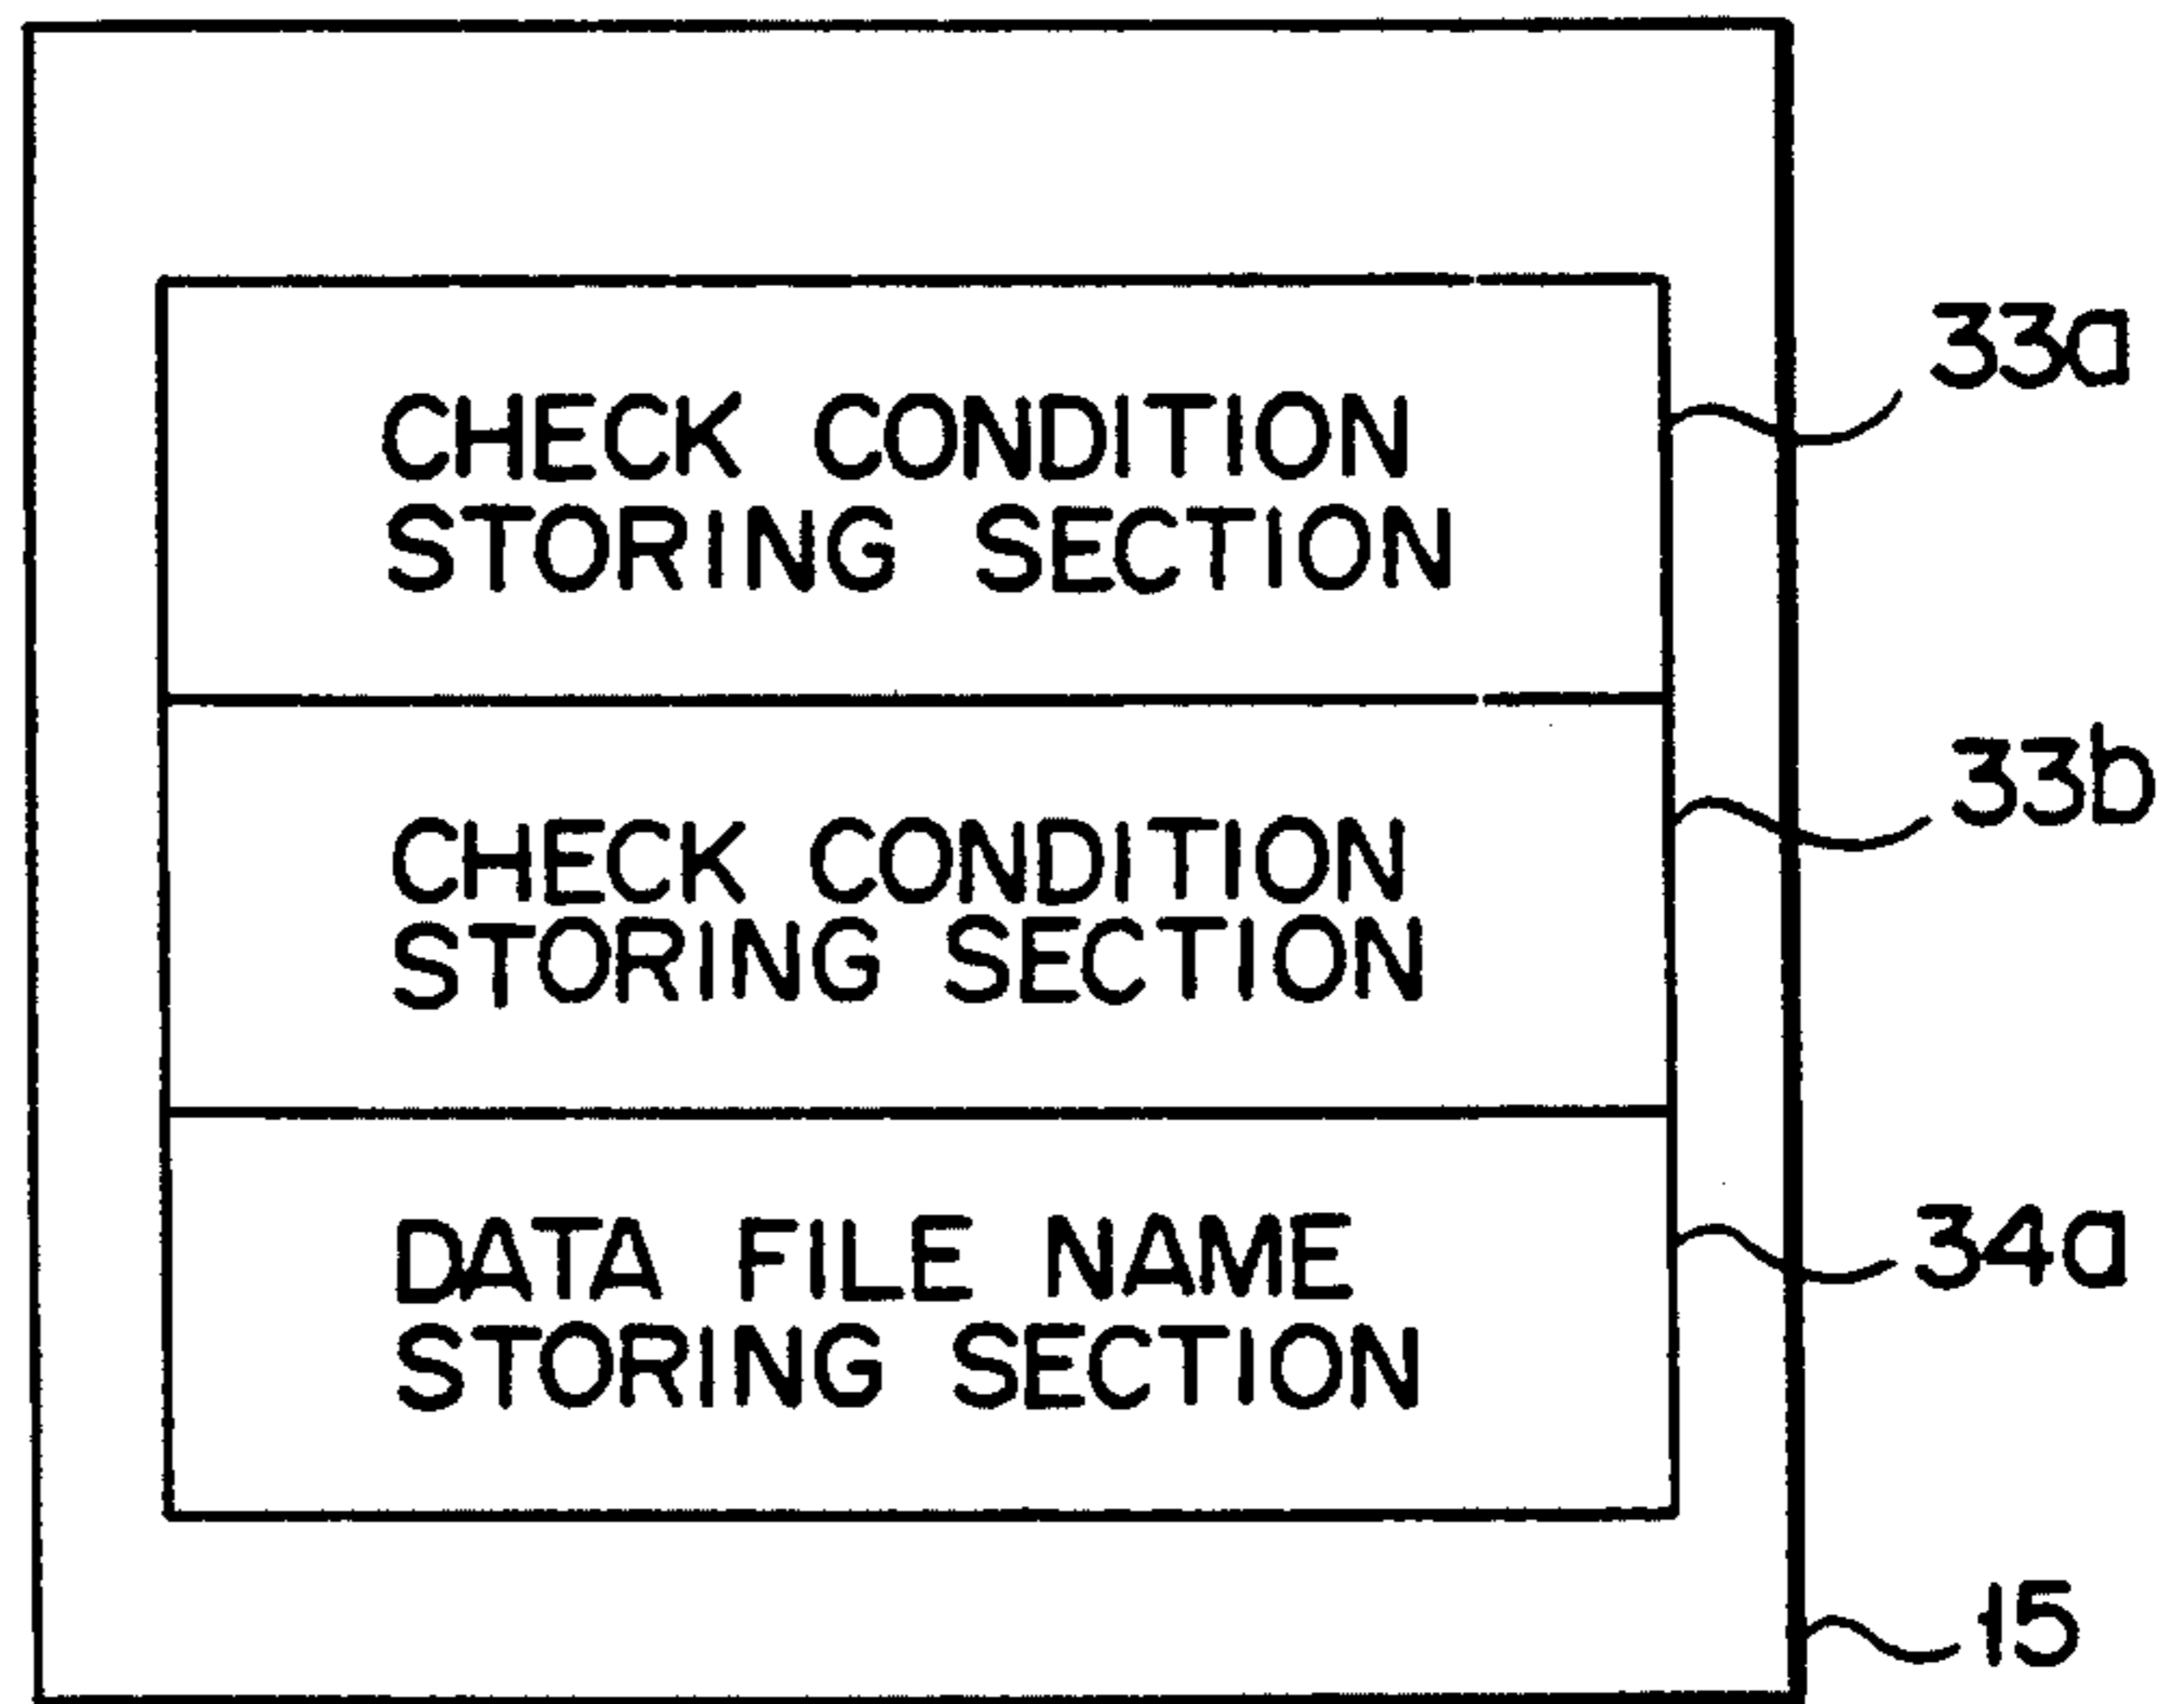 CHECK CONDITION
STORING SECTION
33a
CHECK CONDITION
STORING SECTION
33b
DATA FILE NAME
STORING SECTION
34a
15